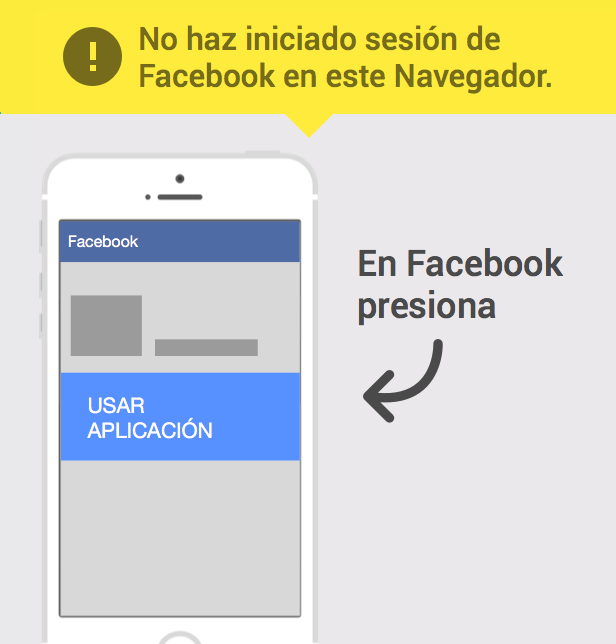 No haz iniciado sesión de
Facebook en este Navegador.
Facebook
En Facebook
presiona
USAR
APLICACIÓN